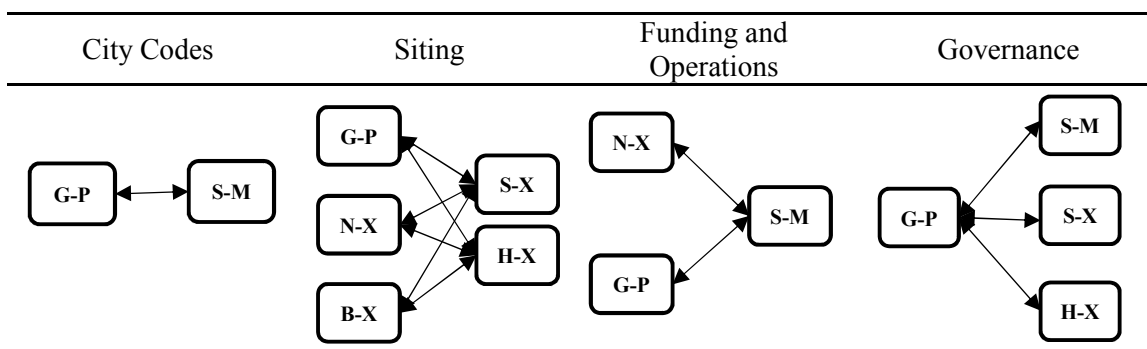 City Codes
Siting
Funding and
Operations
Governance
G-P
S-M
G-P
N-X
B-X
S-X
H-X
N-X
G-P
S-M
G-P
S-M
S-X
H-X